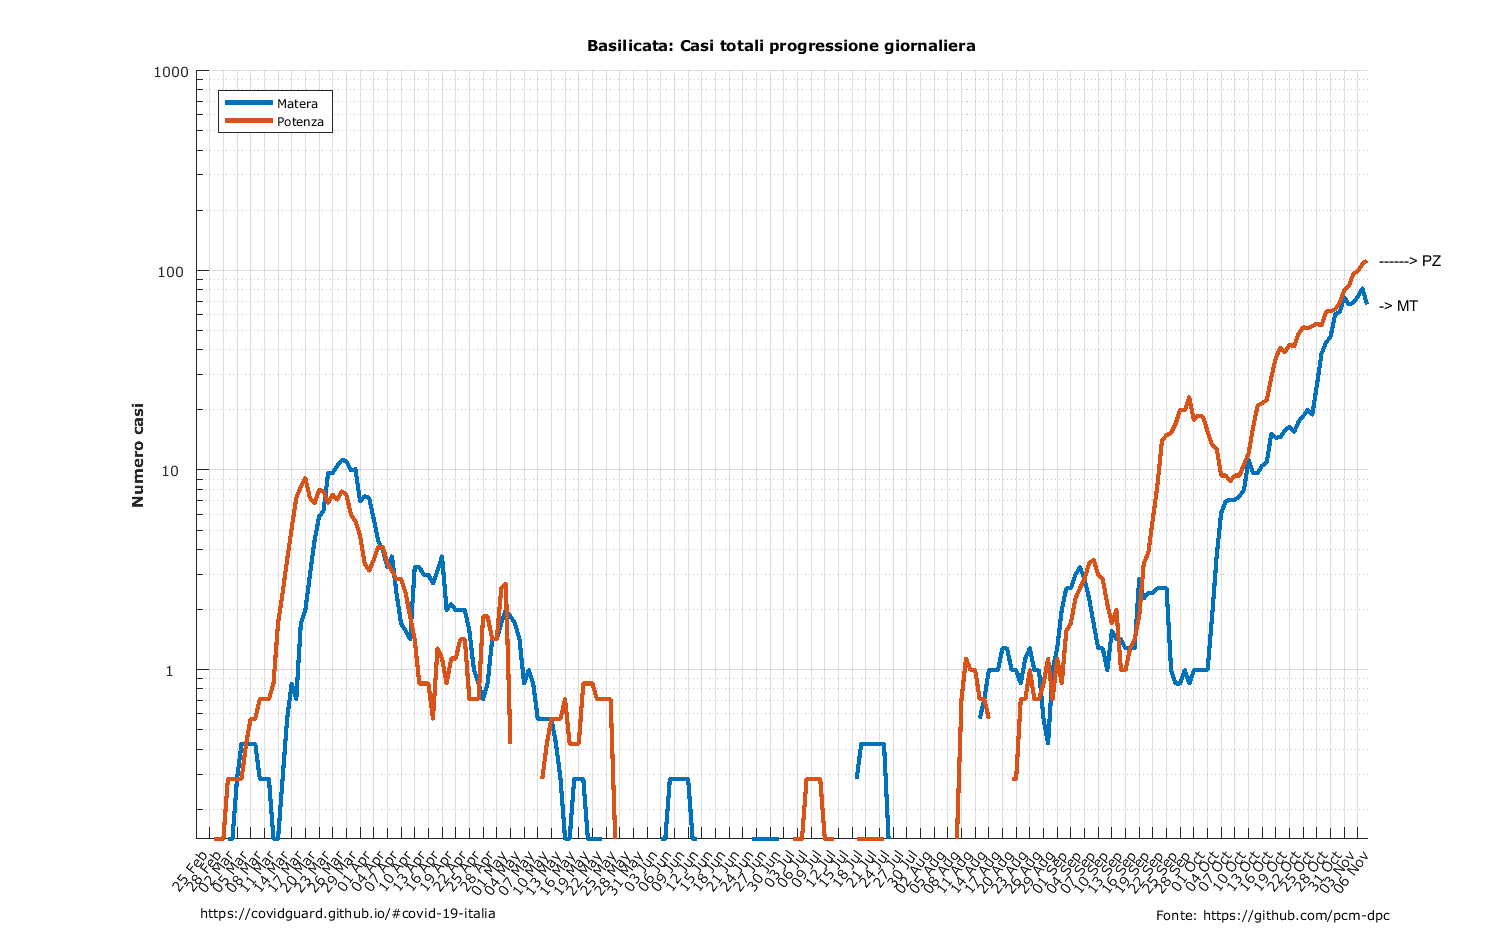 Basilicata: Casi totali progressione giornaliera
1000
100
10
1
Numero casi
Matera
Potenza
------> PZ
-> MT
25 Feb
28 Feb
02 Mar
05 Mar
08 Mar
11 Mar
14 Mar
17 Mar
20 Mar
23 Mar
26 Mar
29 Mar
01 Apr
04 Apr
07 Apr
10 Apr
13 Apr
16 Apr
19 Apr
22 Apr
25 Apr
28 Apr
01 May
04 May
07 May
10 May
13 May
16 May
19 May
22 May
25 May
28 May
31 May
03 Jun
06 Jun
09 Jun
12 Jun
15 Jun
18 Jun
21 Jun
24 Jun
27 Jun
30 Jun
03 Jul
06 Jul
09 Jul
12 Jul
15 Jul
18 Jul
21 Jul
24 Jul
27 Jul
30 Jul
02 Aug
05 Aug
08 Aug
11 Aug
14 Aug
17 Aug
20 Aug
23 Aug
26 Aug
29 Aug
01 Sep
04 Sep
07 Sep
10 Sep
13 Sep
16 Sep
19 Sep
22 Sep
25 Sep
28 Sep
01 Oct
04 Oct
07 Oct
10 Oct
13 Oct
16 Oct
19 Oct
22 Oct
25 Oct
28 Oct
31 Oct
03 Nov
06 Nov
https://covidguard.github.io/#covid-19-italia
Fonte: https://github.com/pcm-dpc